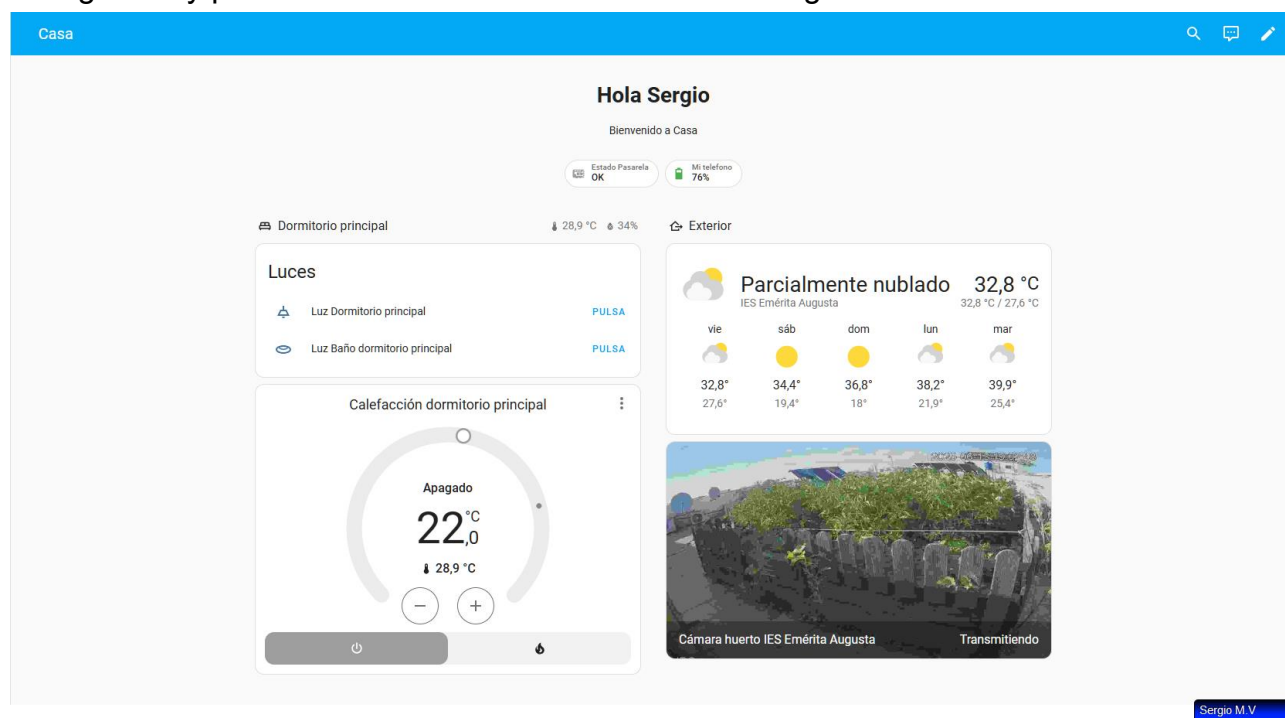 Casa
Hola Sergio
Bienvenido a Casa
Estado Pasarela
OK
Mi telefono
76%
Dormitorio principal 28,9 °C 34%
Luces
Luz Dormitorio principal PULSA
Luz Baño dormitorio principal PULSA
Calefacción dormitorio principal
Apagado
22,0 °C
28,9 °C
Exterior
Parcialmente nublado 32,8 °C
IES Emérita Augusta 32,8 °C / 27,6 °C
vie sáb dom lun mar
32,8° 34,4° 36,8° 38,2° 39,9°
27,6° 19,4° 18° 21,9° 25,4°
Cámara huerto IES Emérita Augusta Transmitiendo
Sergio M.V